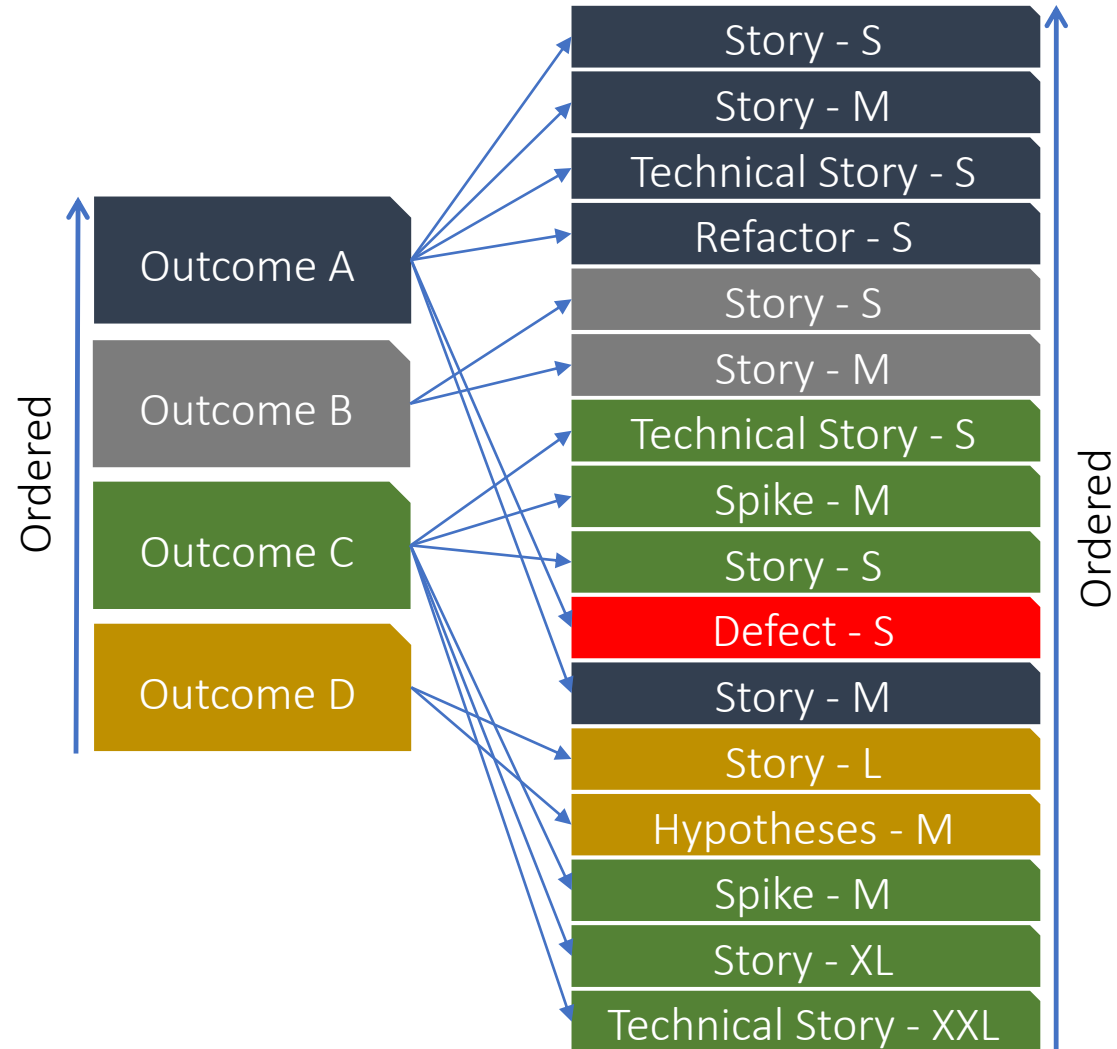 Ordered
Outcome A
Outcome B
Outcome C
Outcome D
Story - S
Story - M
Technical Story - S
Refactor - S
Story - S
Story - M
Technical Story - S
Spike - M
Story - S
Defect - S
Story - M
Story - L
Hypotheses - M
Spike - M
Story - XL
Technical Story - XXL
Ordered